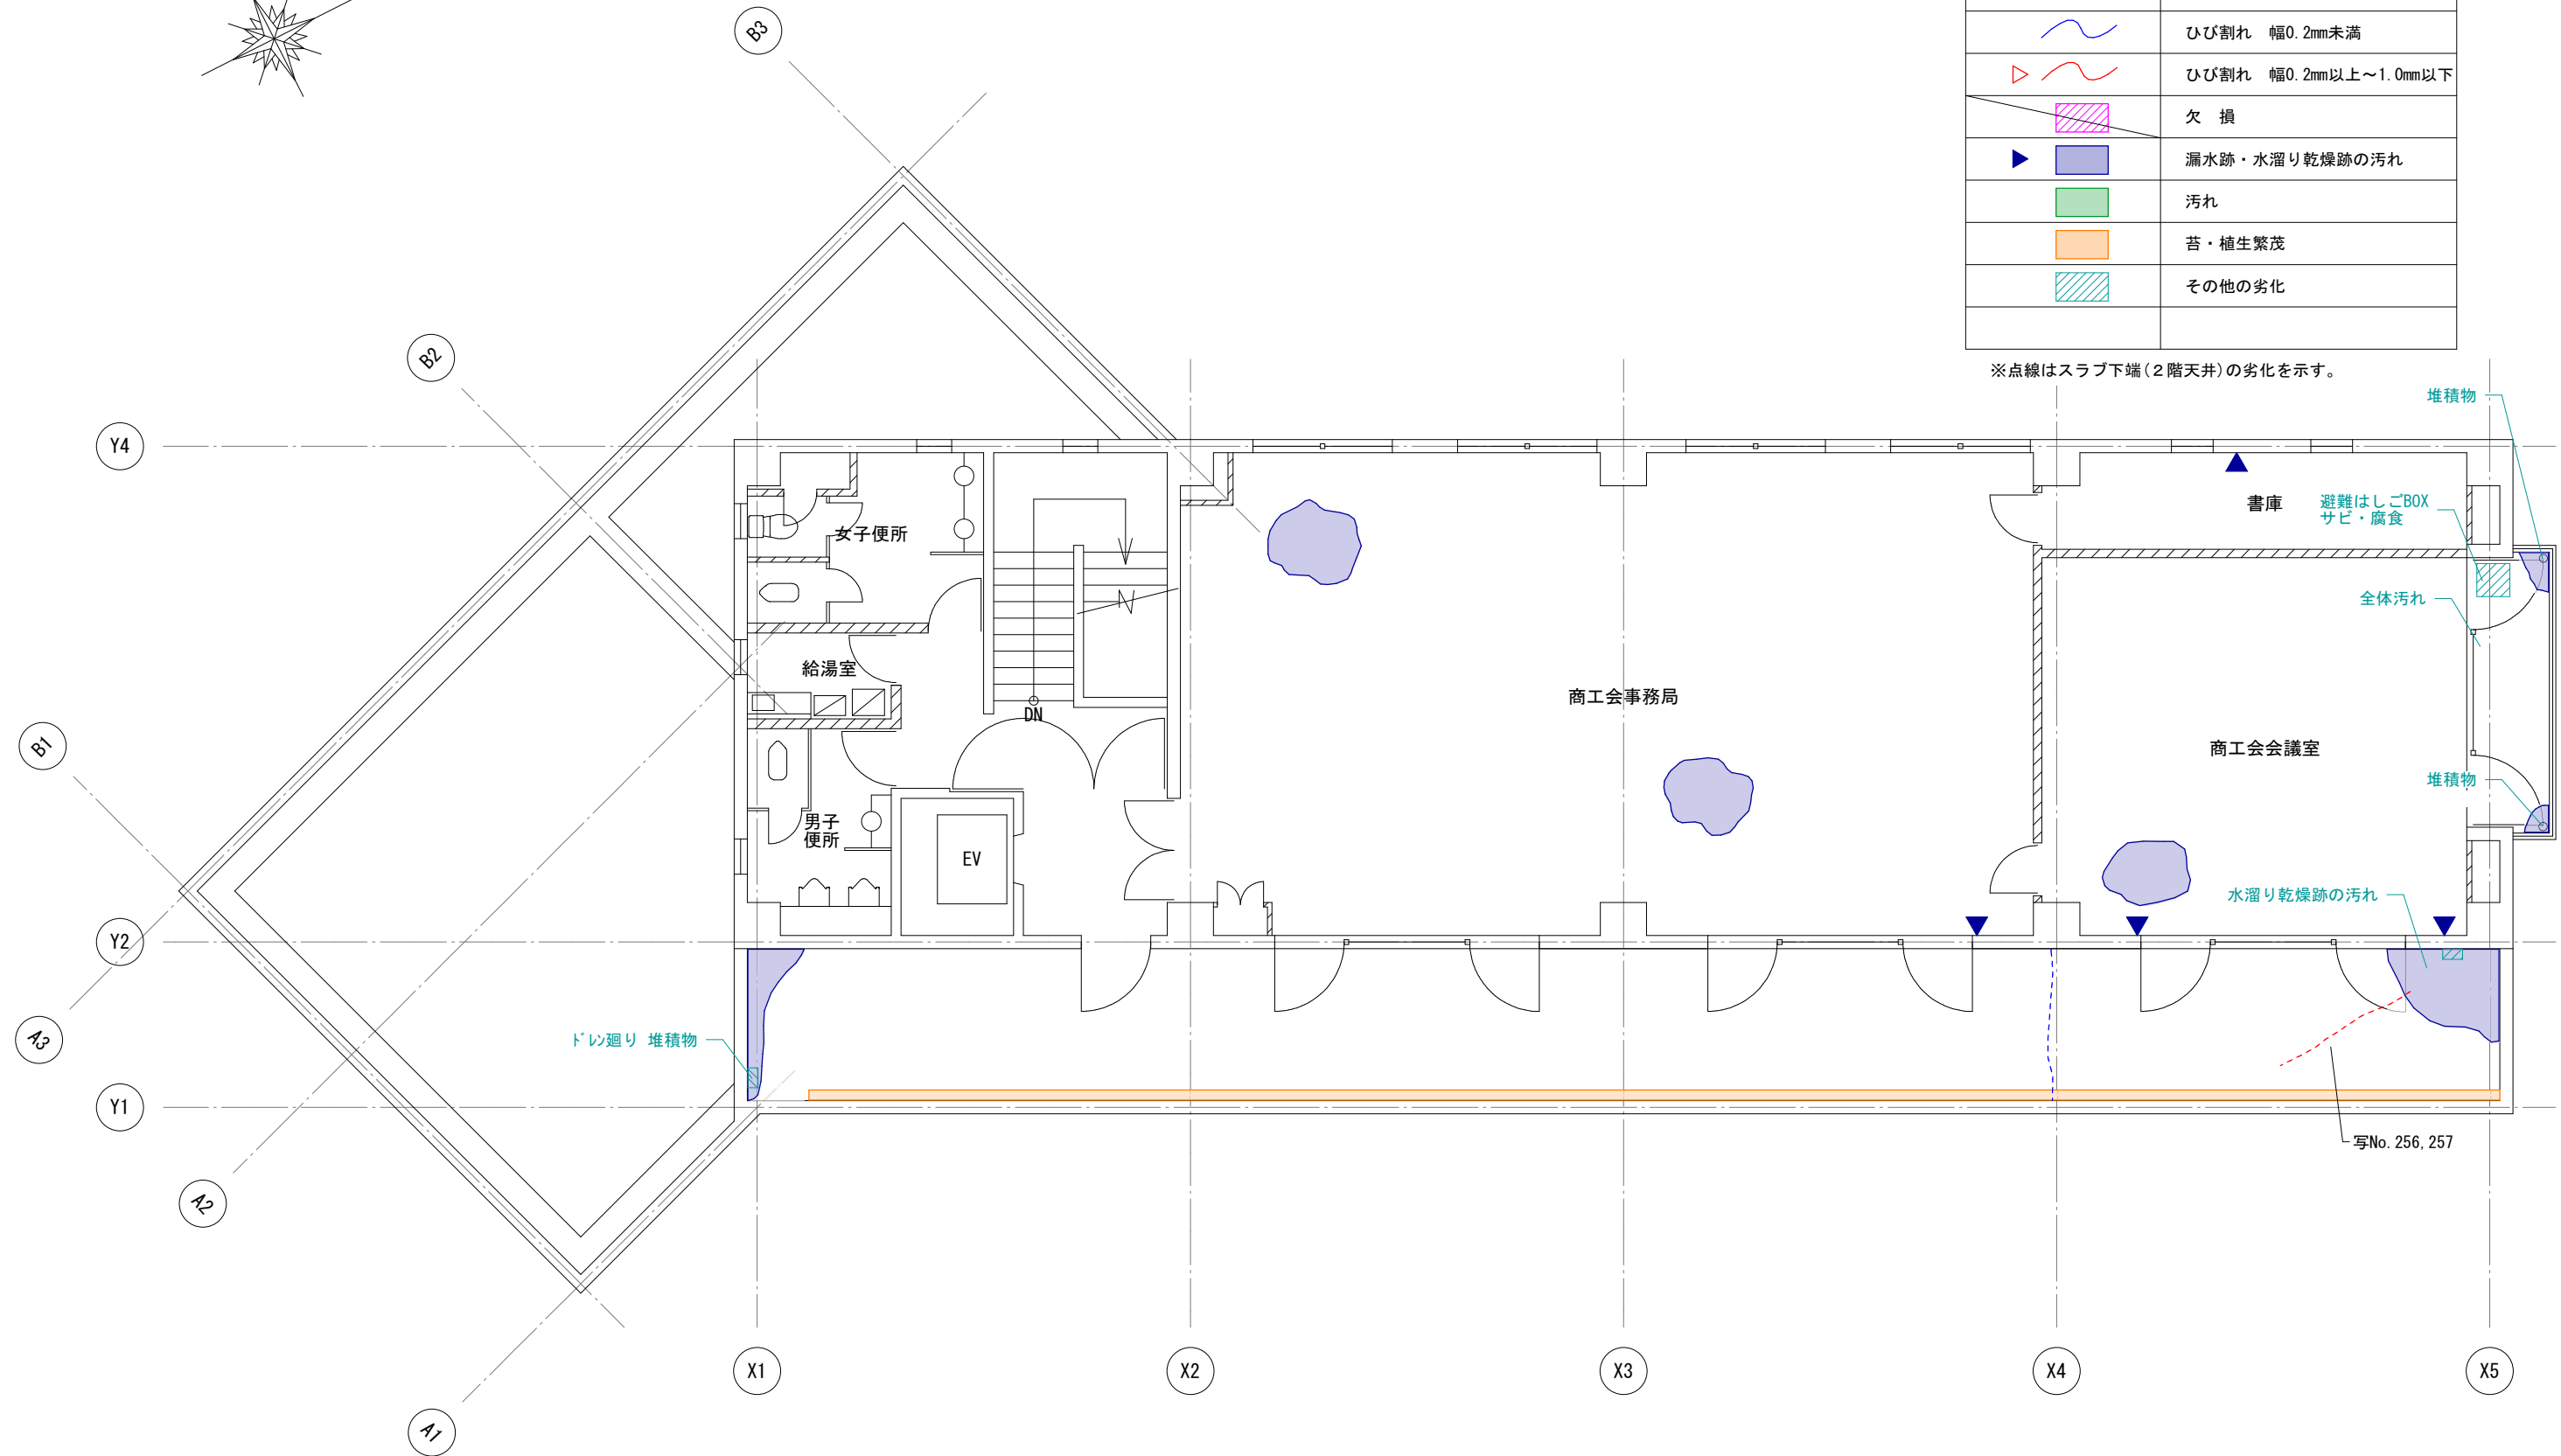 ひび割れ　幅0.2mm未満
ひび割れ　幅0.2mm以上～1.0mm以下
欠　損
漏水跡・水溜り乾燥跡の汚れ
汚れ
苔・植生繁茂
その他の劣化
※点線はスラブ下端(２階天井)の劣化を示す。
B3
B2
B1
Y4
Y2
Y1
A3
A2
A1
X1
X2
X3
X4
X5
女子便所
給湯室
男子
便所
DN
EV
商工会事務局
書庫
商工会会議室
堆積物
避難はしごBOX
サビ・腐食
全体汚れ
堆積物
水溜り乾燥跡の汚れ
ﾄﾞﾚﾝ廻り 堆積物
写No.256,257